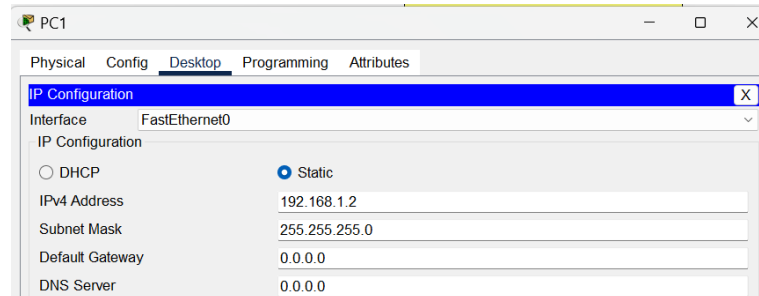 PC1
Physical Config Desktop Programming Attributes
IP Configuration X
Interface FastEthernet0
IP Configuration
DHCP Static
IPv4 Address 192.168.1.2
Subnet Mask 255.255.255.0
Default Gateway 0.0.0.0
DNS Server 0.0.0.0